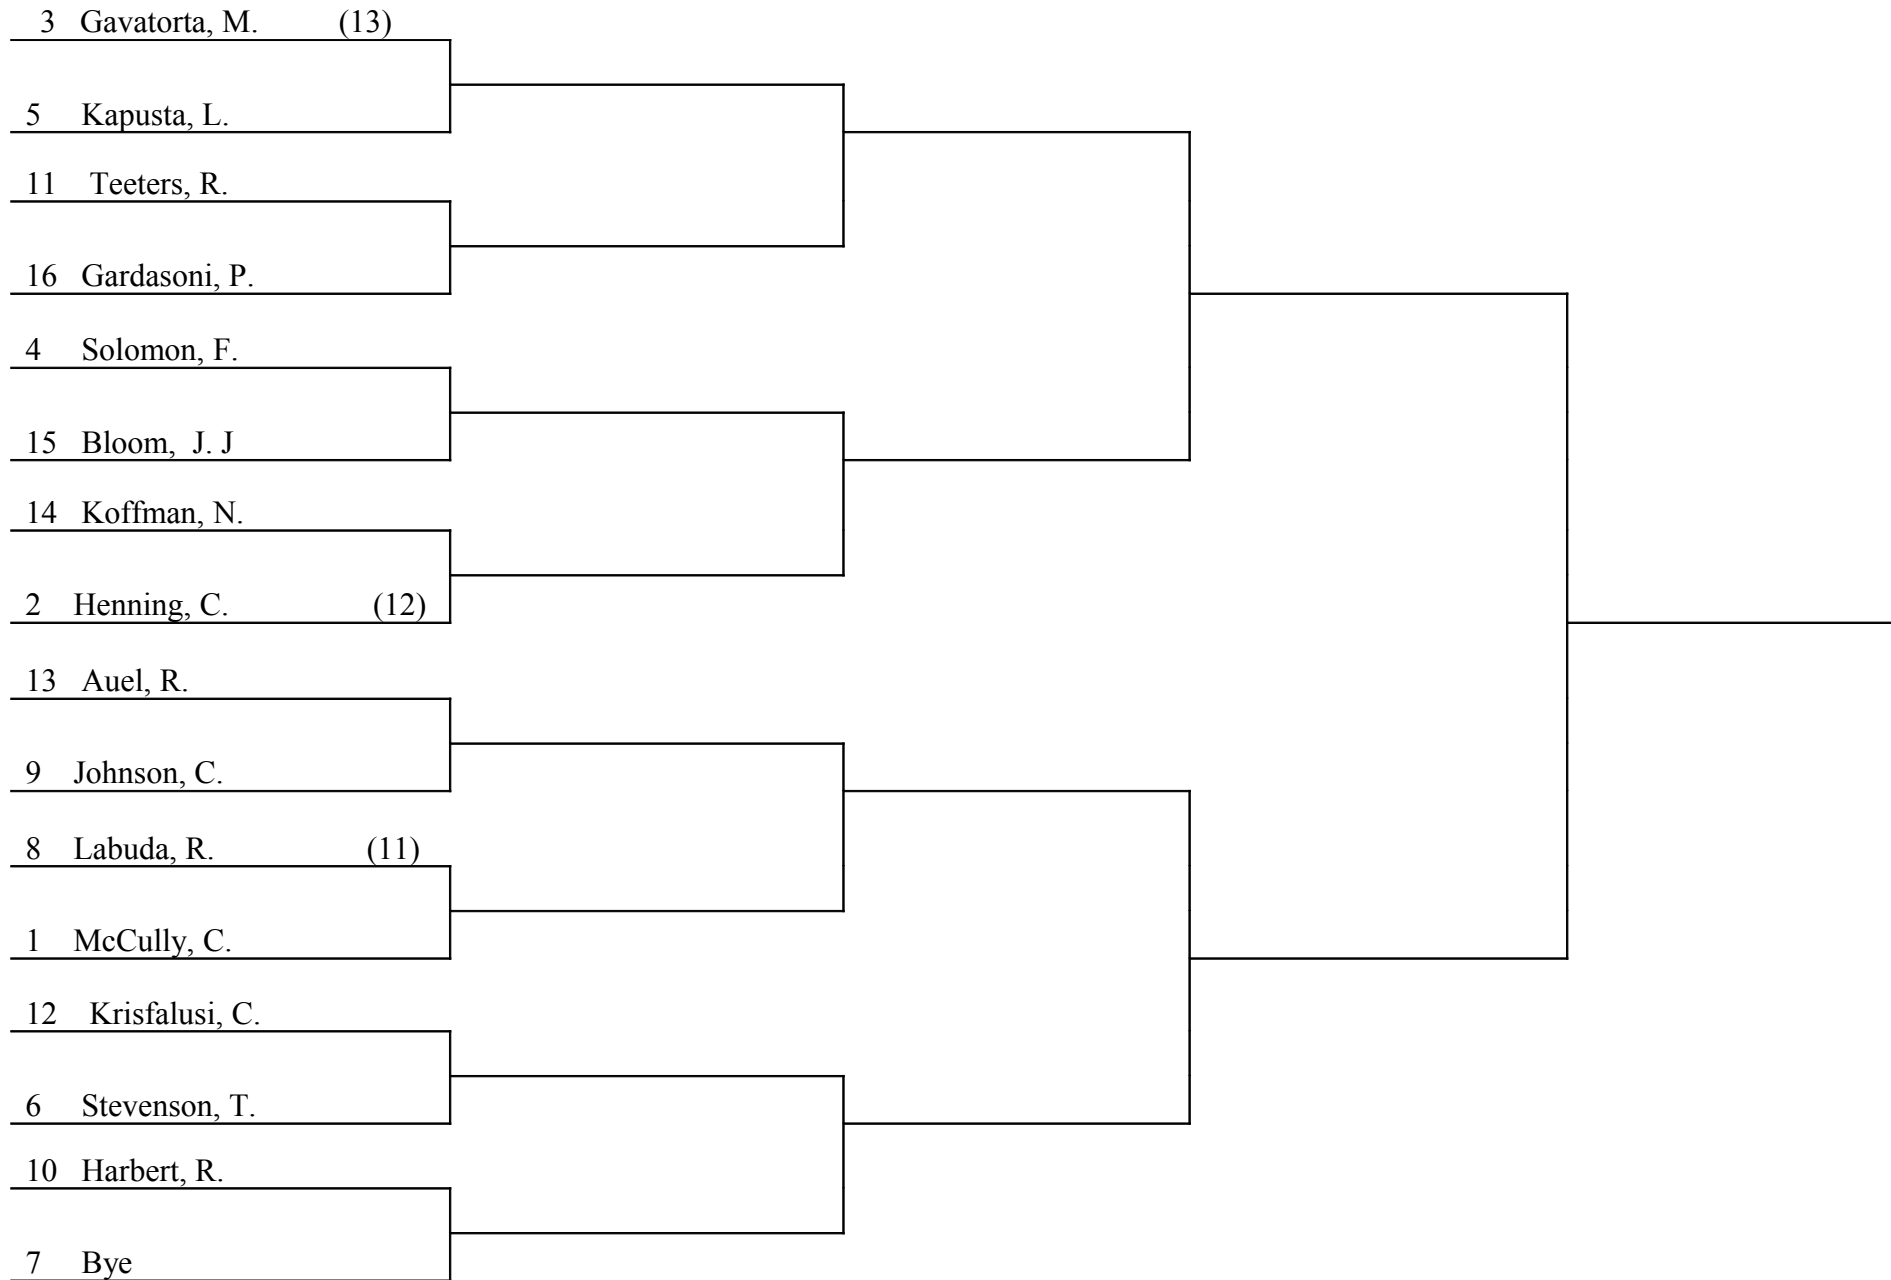 3 Gavatorta, M. (13)
5 Kapusta, L.
11 Teeters, R.
16 Gardasoni, P.
4 Solomon, F.
15 Bloom, J. J
14 Koffman, N.
2 Henning, C. (12)
13 Auel, R.
9 Johnson, C.
8 Labuda, R. (11)
1 McCully, C.
12 Krisfalusi, C.
6 Stevenson, T.
10 Harbert, R.
7 Bye